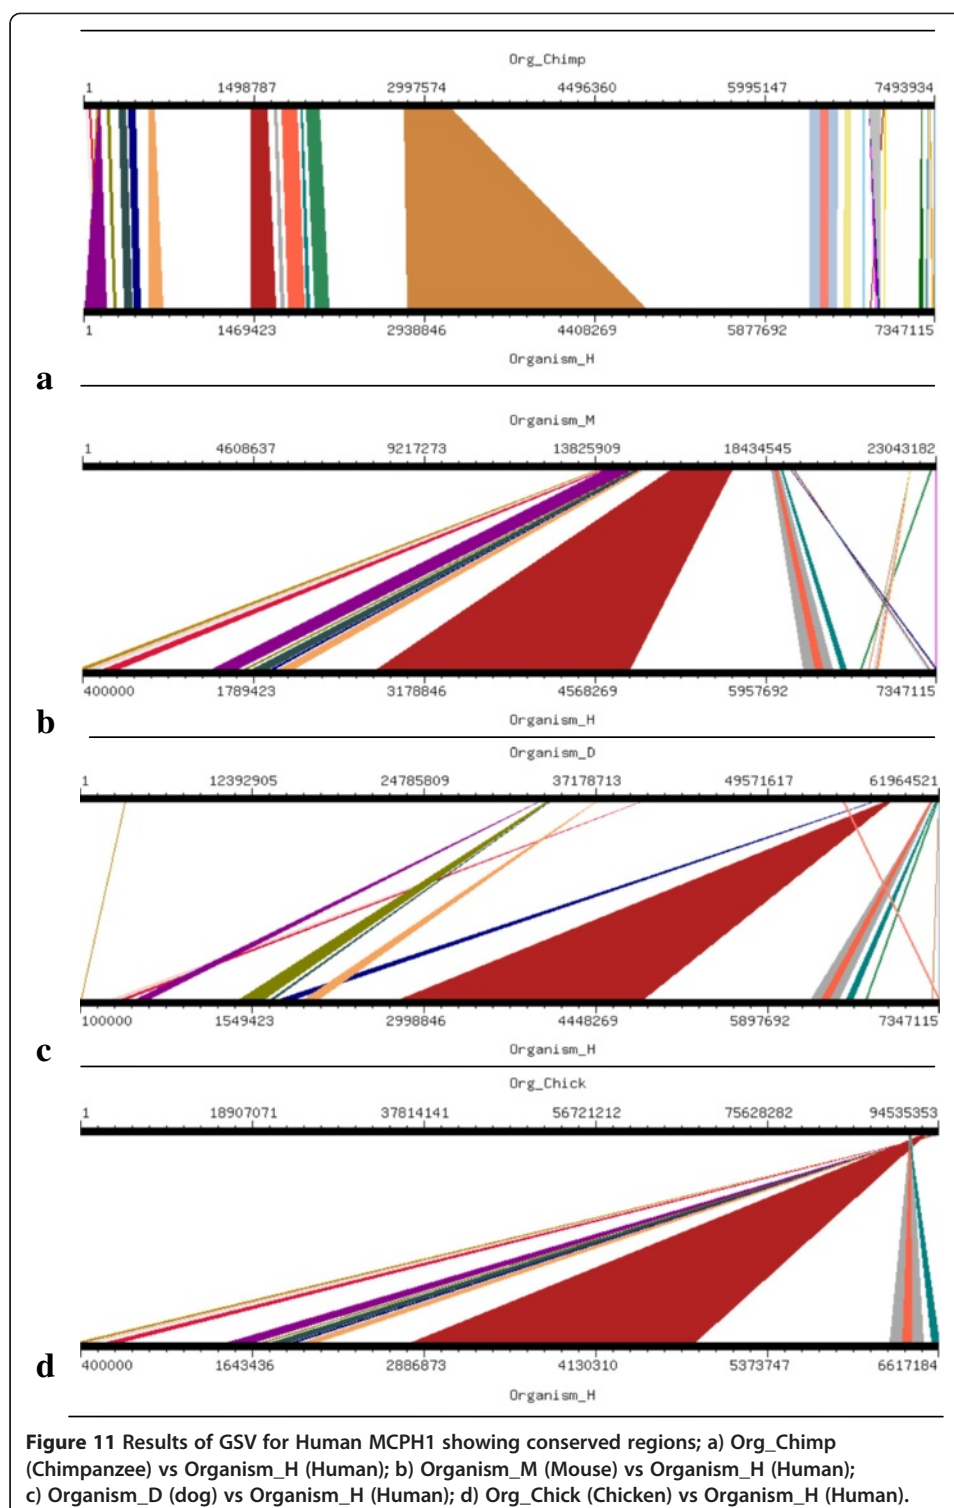 Org_Chimp
1 1498787 2997574 4496360 5995147 7493934
1 1469423 2938846 4408269 5877692 7347115
Organism_H
a
Organism_M
1 4608637 9217273 13825909 18434545 23043182
400000 1789423 3178846 4568269 5957692 7347115
Organism_H
b
Organism_D
1 12392905 24785809 37178713 49571617 61964521
100000 1549423 2998846 4448269 5897692 7347115
Organism_H
c
Org_Chick
1 18907071 37814141 56721212 75628282 94535353
400000 1643436 2886873 4130310 5373747 6617184
Organism_H
d
Figure 11 Results of GSV for Human MCPH1 showing conserved regions; a) Org_Chimp
(Chimpanzee) vs Organism_H (Human); b) Organism_M (Mouse) vs Organism_H (Human);
c) Organism_D (dog) vs Organism_H (Human); d) Org_Chick (Chicken) vs Organism_H (Human).